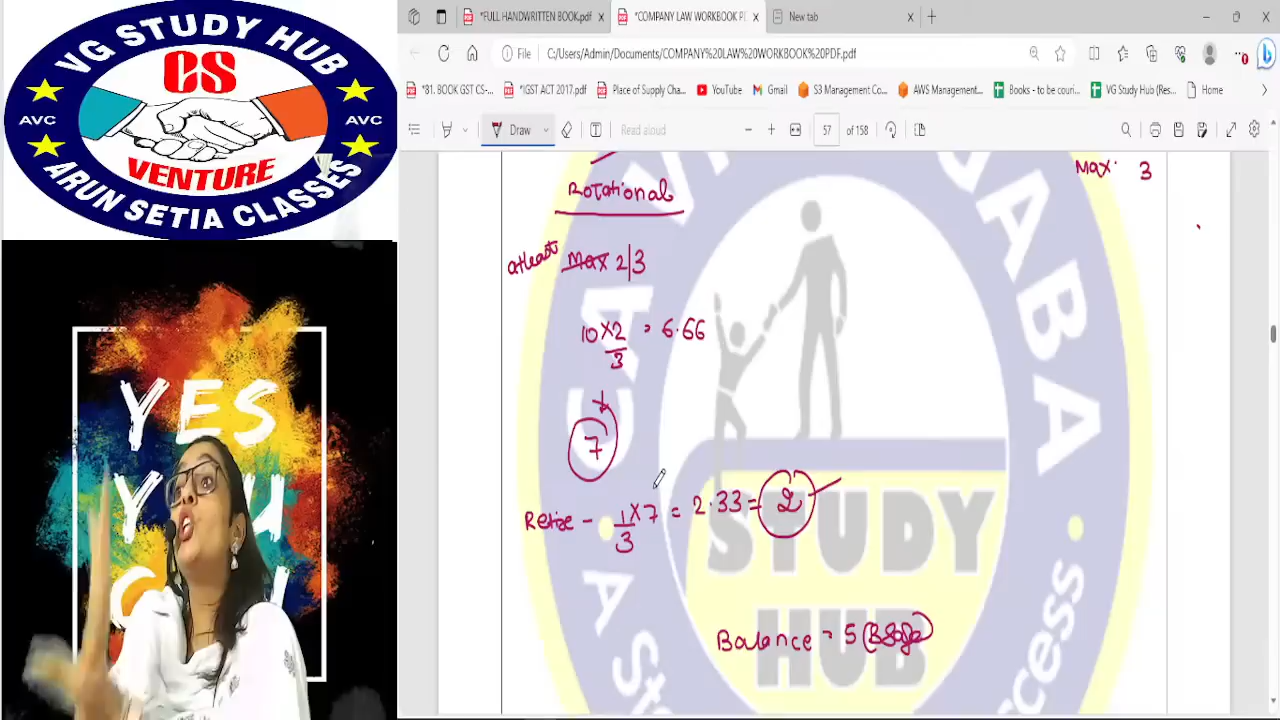 VG STUDY HUB
CS
AVC
AVC
VENTURE
ARUN SETIA CLASSES
YES
*FULL HANDWRITTEN BOOK.pdf
*COMPANY LAW WORKBOOK P
New tab
File
C:/Users/Admin/Documents/COMPANY%20LAW%20WORKBOOK%20PDF.pdf
*81. BOOK GST CS-...
*IGST ACT 2017.pdf
Place of Supply Cha...
YouTube
Gmail
S3 Management Co...
AWS Management...
Books - to be couri...
VG Study Hub (Res...
Home
Draw
Read aloud
57
of 158
Max. 3
Rotational
atleast Max 2|3
10 X 2 = 6.66
3
7
Retire - 1 X 7 = 2.33 = 2
3
Balance = 5
STUDY
HUB